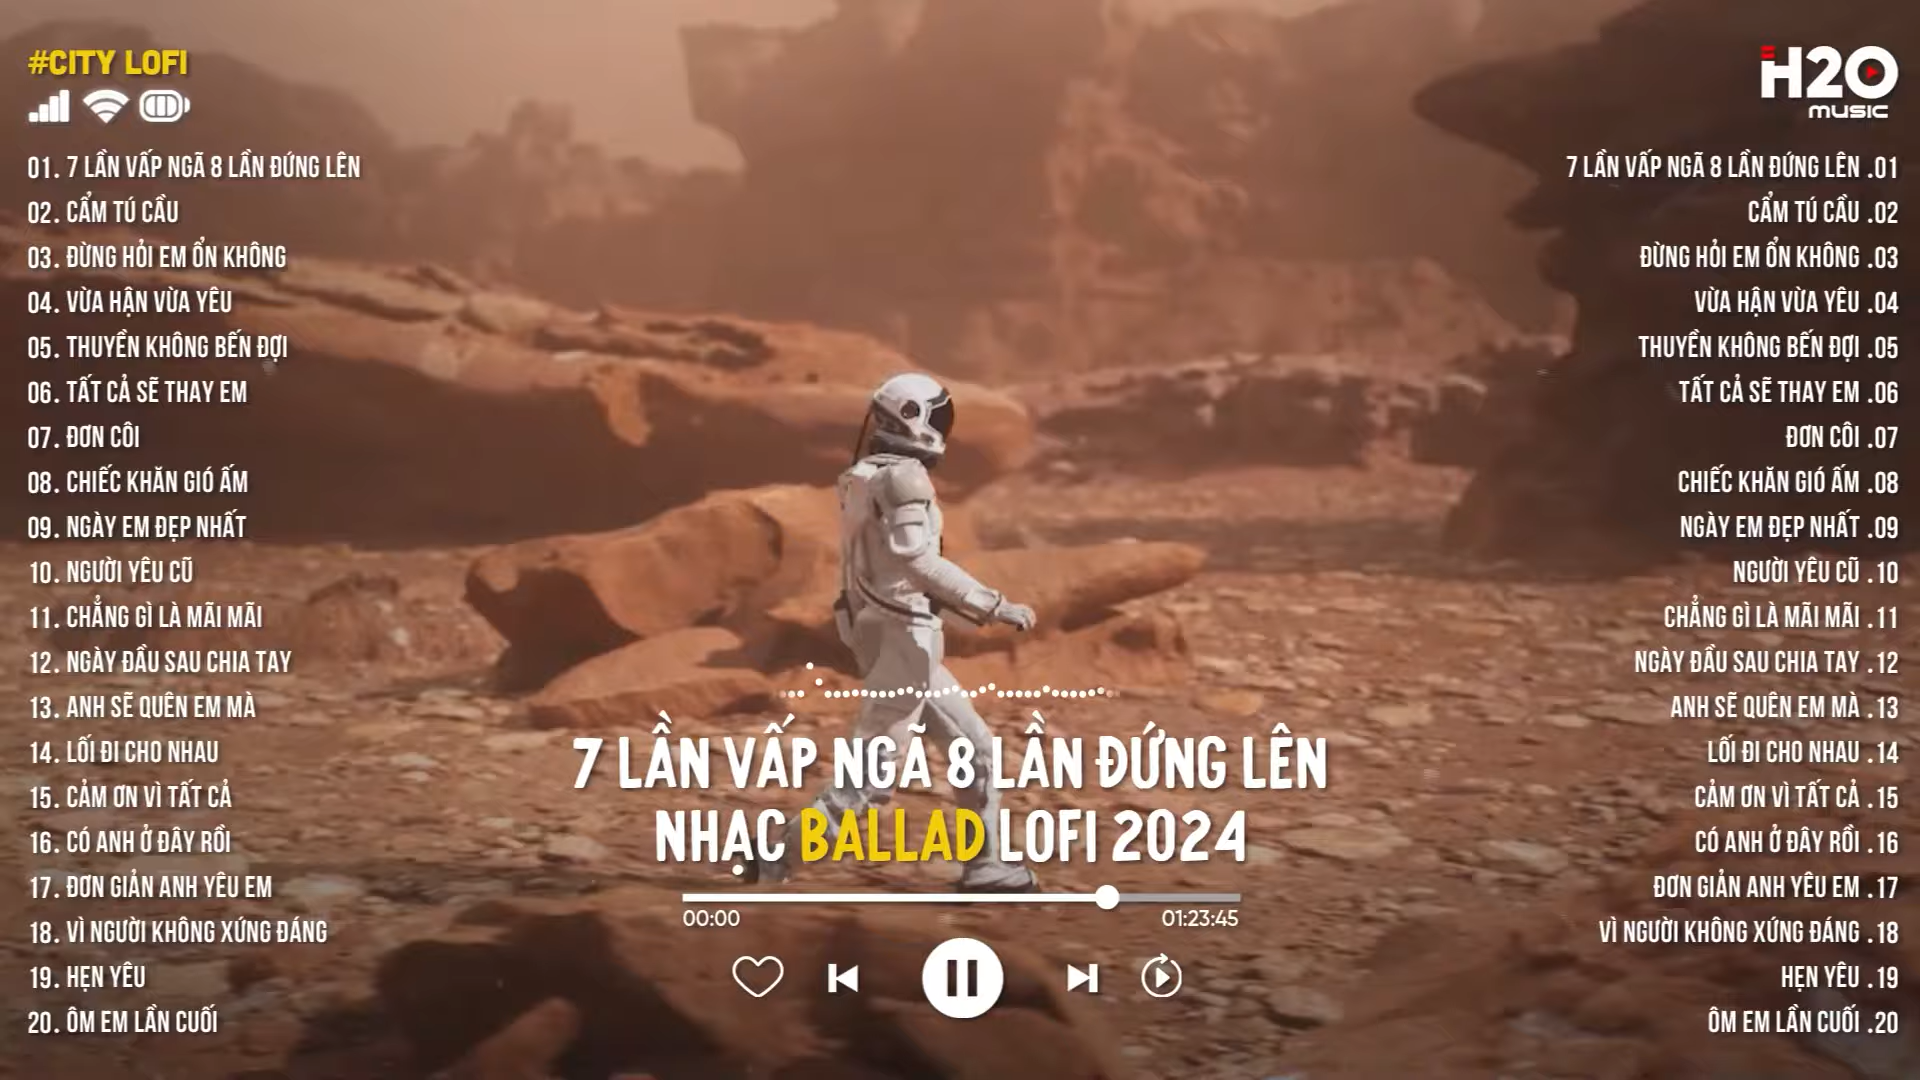 #CITY LOFI
H2O
MUSIC
01. 7 LẦN VẤP NGÃ 8 LẦN ĐỨNG LÊN
02. CẨM TÚ CẦU
03. ĐỪNG HỎI EM ỔN KHÔNG
04. VỪA HẬN VỪA YÊU
05. THUYỀN KHÔNG BẾN ĐỢI
06. TẤT CẢ SẼ THAY EM
07. ĐƠN CÔI
08. CHIẾC KHĂN GIÓ ẤM
09. NGÀY EM ĐẸP NHẤT
10. NGƯỜI YÊU CŨ
11. CHẲNG GÌ LÀ MÃI MÃI
12. NGÀY ĐẦU SAU CHIA TAY
13. ANH SẼ QUÊN EM MÀ
14. LỐI ĐI CHO NHAU
15. CẢM ƠN VÌ TẤT CẢ
16. CÓ ANH Ở ĐÂY RỒI
17. ĐƠN GIẢN ANH YÊU EM
18. VÌ NGƯỜI KHÔNG XỨNG ĐÁNG
19. HẸN YÊU
20. ÔM EM LẦN CUỐI
7 LẦN VẤP NGÃ 8 LẦN ĐỨNG LÊN .01
CẨM TÚ CẦU .02
ĐỪNG HỎI EM ỔN KHÔNG .03
VỪA HẬN VỪA YÊU .04
THUYỀN KHÔNG BẾN ĐỢI .05
TẤT CẢ SẼ THAY EM .06
ĐƠN CÔI .07
CHIẾC KHĂN GIÓ ẤM .08
NGÀY EM ĐẸP NHẤT .09
NGƯỜI YÊU CŨ .10
CHẲNG GÌ LÀ MÃI MÃI .11
NGÀY ĐẦU SAU CHIA TAY .12
ANH SẼ QUÊN EM MÀ .13
LỐI ĐI CHO NHAU .14
CẢM ƠN VÌ TẤT CẢ .15
CÓ ANH Ở ĐÂY RỒI .16
ĐƠN GIẢN ANH YÊU EM .17
VÌ NGƯỜI KHÔNG XỨNG ĐÁNG .18
HẸN YÊU .19
ÔM EM LẦN CUỐI .20
7 LẦN VẤP NGÃ 8 LẦN ĐỨNG LÊN
NHẠC BALLAD LOFI 2024
00:00
01:23:45